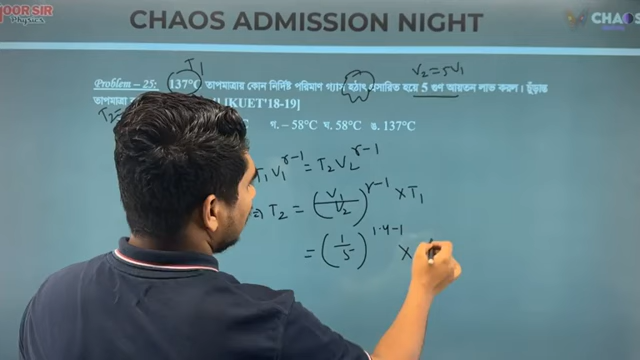 NOOR SIR
Physics
CHAOS ADMISSION NIGHT
CHAOS
T₁
V₂=5V₁
Problem – 25: 137°C তাপমাত্রায় কোন নির্দিষ্ট পরিমাণ গ্যাস হঠাৎ প্রসারিত হয়ে 5 গুণ আয়তন লাভ করল। চূড়ান্ত
তাপমাত্রা
[KUET'18-19]
T₂=
°C গ. – 58°C ঘ. 58°C ঙ. 137°C
T₁V₁^(γ-1) = T₂V₂^(γ-1)
⇒ T₂ = (V₁/V₂)^(γ-1) × T₁
= (1/5)^(1.4-1) ×